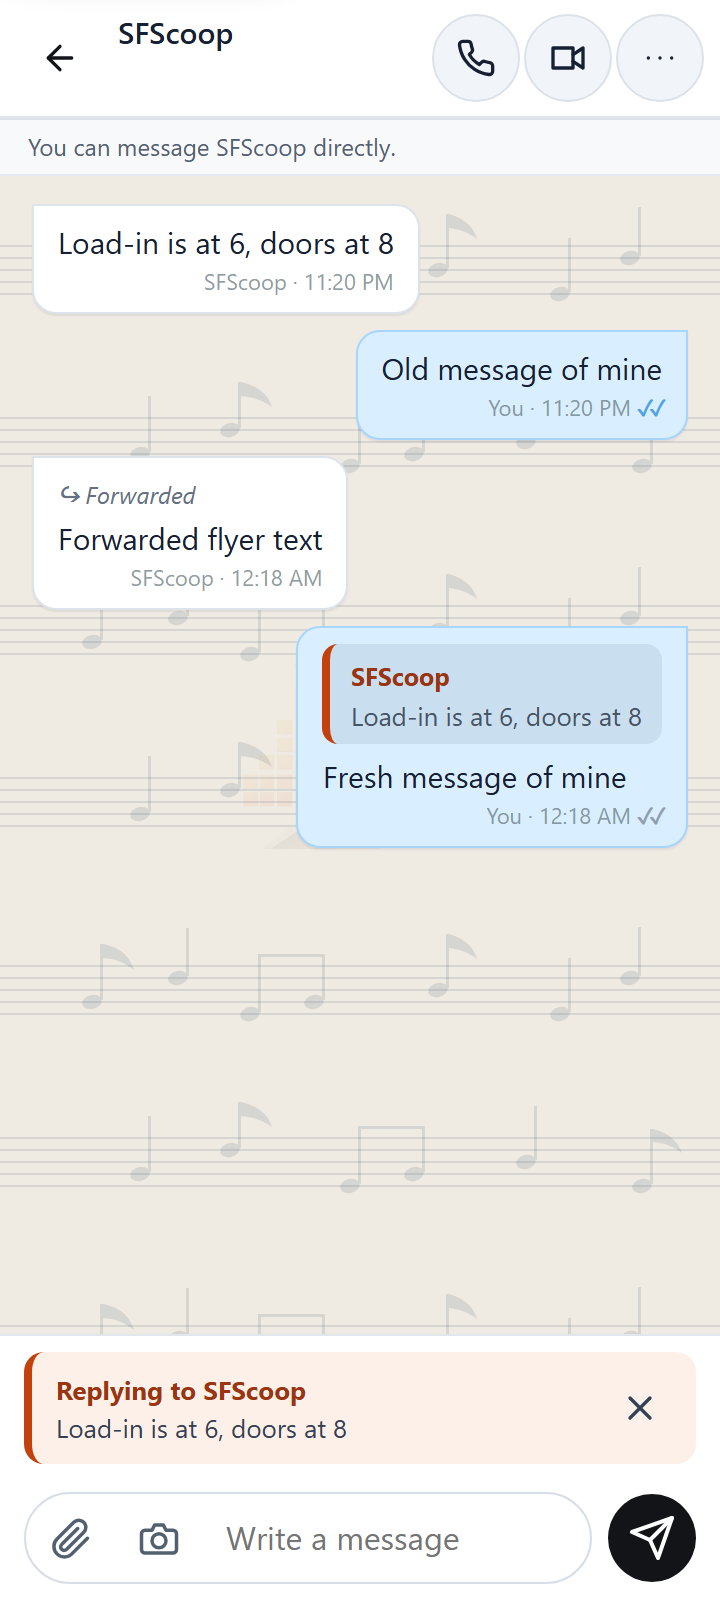 SFScoop
You can message SFScoop directly.
Load-in is at 6, doors at 8
SFScoop · 11:20 PM
Old message of mine
You · 11:20 PM
Forwarded
Forwarded flyer text
SFScoop · 12:18 AM
SFScoop
Load-in is at 6, doors at 8
Fresh message of mine
You · 12:18 AM
Replying to SFScoop
Load-in is at 6, doors at 8
Write a message